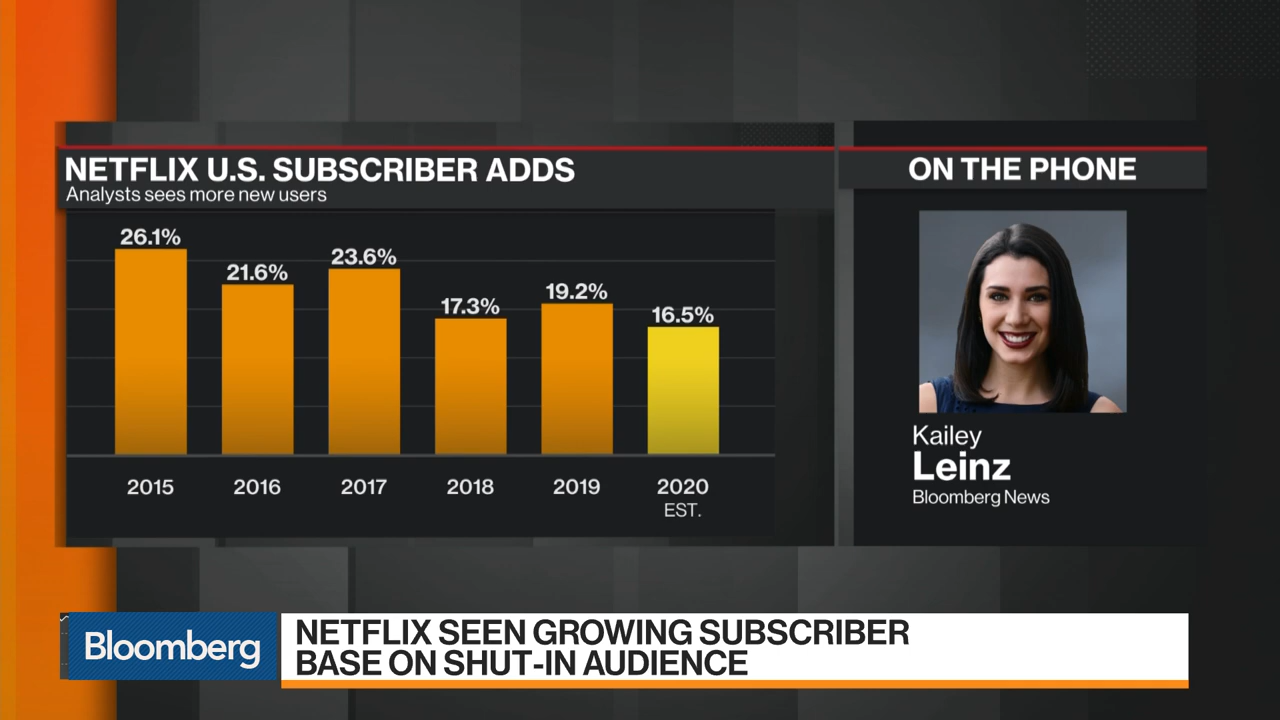 NETFLIX U.S. SUBSCRIBER ADDS
Analysts sees more new users
26.1%
21.6%
23.6%
17.3%
19.2%
16.5%
2015
2016
2017
2018
2019
2020
EST.
ON THE PHONE
Kailey
Leinz
Bloomberg News
Bloomberg
NETFLIX SEEN GROWING SUBSCRIBER
BASE ON SHUT-IN AUDIENCE